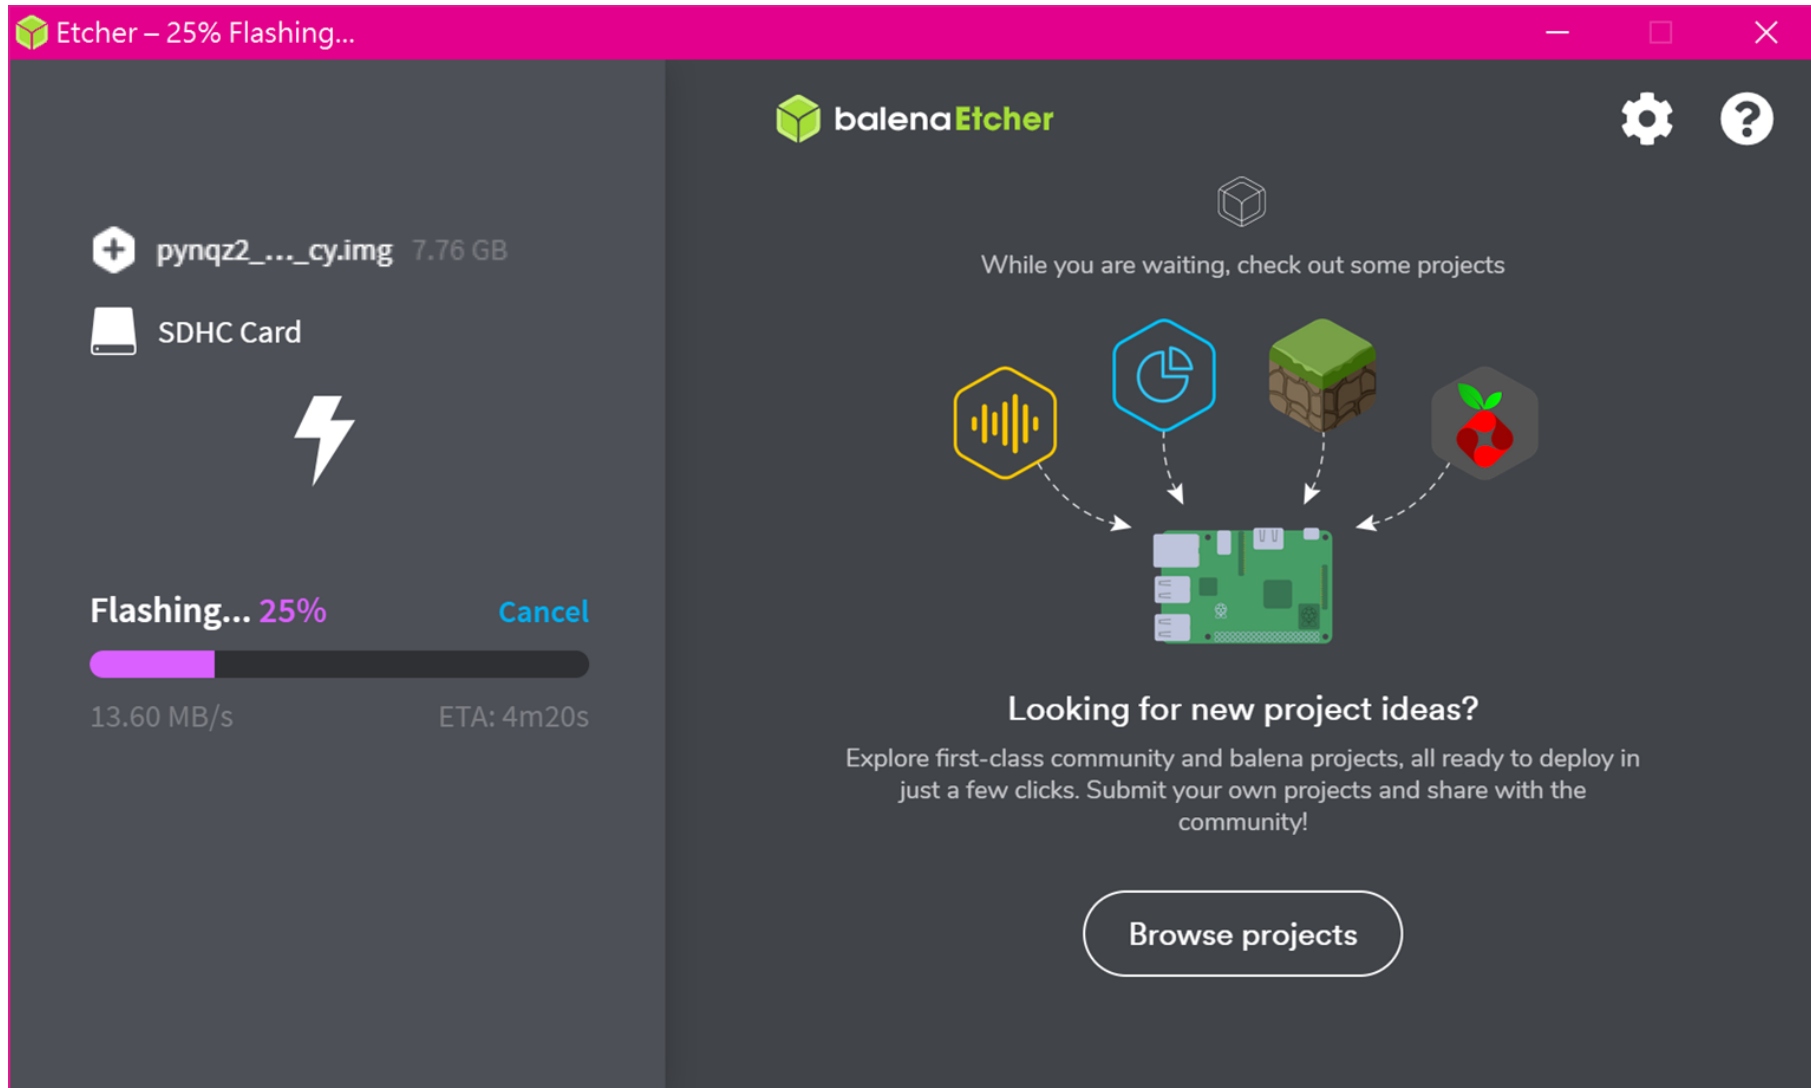 Etcher – 25% Flashing...
balenaEtcher
pynqz2_..._cy.img 7.76 GB
SDHC Card
Flashing... 25% Cancel
13.60 MB/s ETA: 4m20s
While you are waiting, check out some projects
Looking for new project ideas?
Explore first-class community and balena projects, all ready to deploy in
just a few clicks. Submit your own projects and share with the
community!
Browse projects